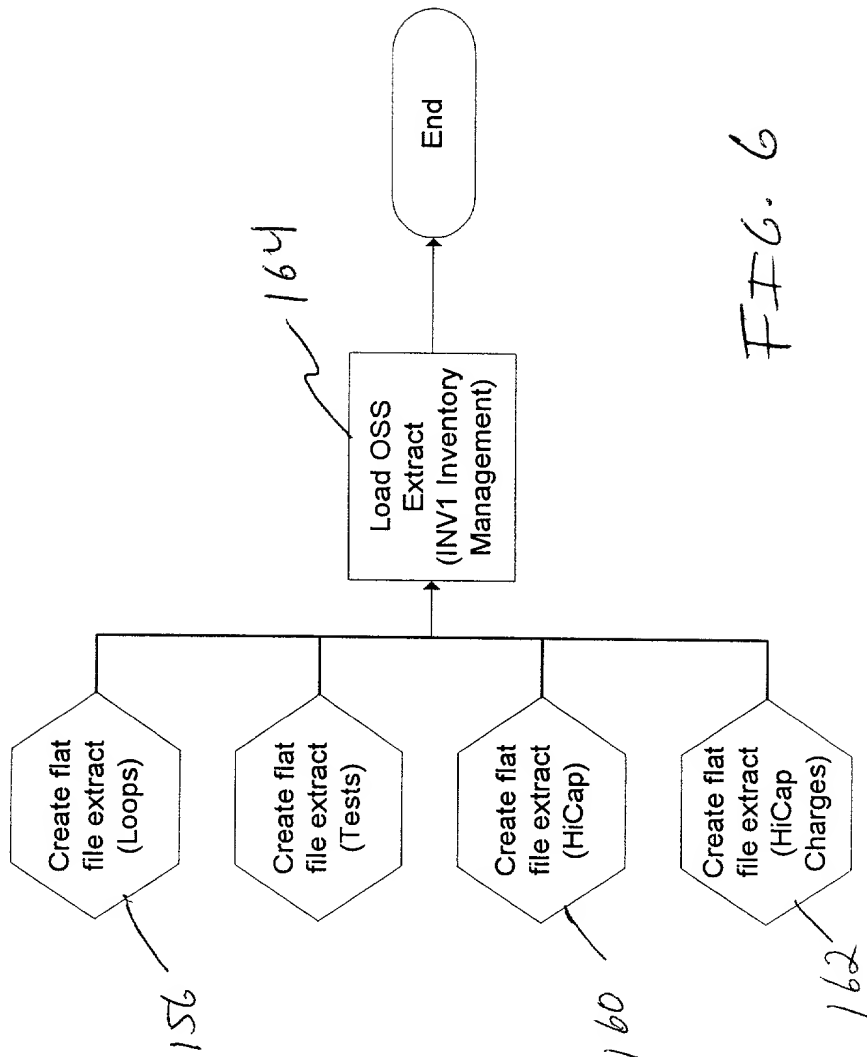 Create flat
file extract
(Loops)
156
Create flat
file extract
(Tests)
Create flat
file extract
(HiCap)
160
Create flat
file extract
(HiCap
Charges)
162
Load OSS
Extract
(INV1 Inventory
Management)
164
End
FIG. 6